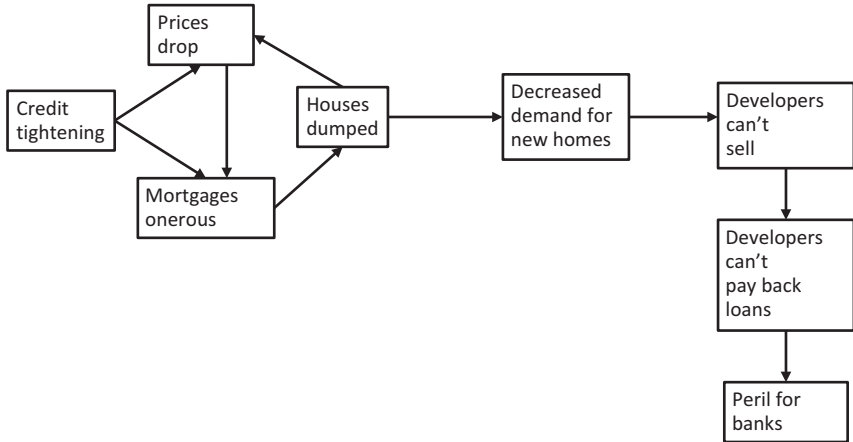 Prices
drop
Credit
tightening
Mortgages
onerous
Houses
dumped
Decreased
demand for
new homes
Developers
can’t
sell
Developers
can’t
pay back
loans
Peril for
banks